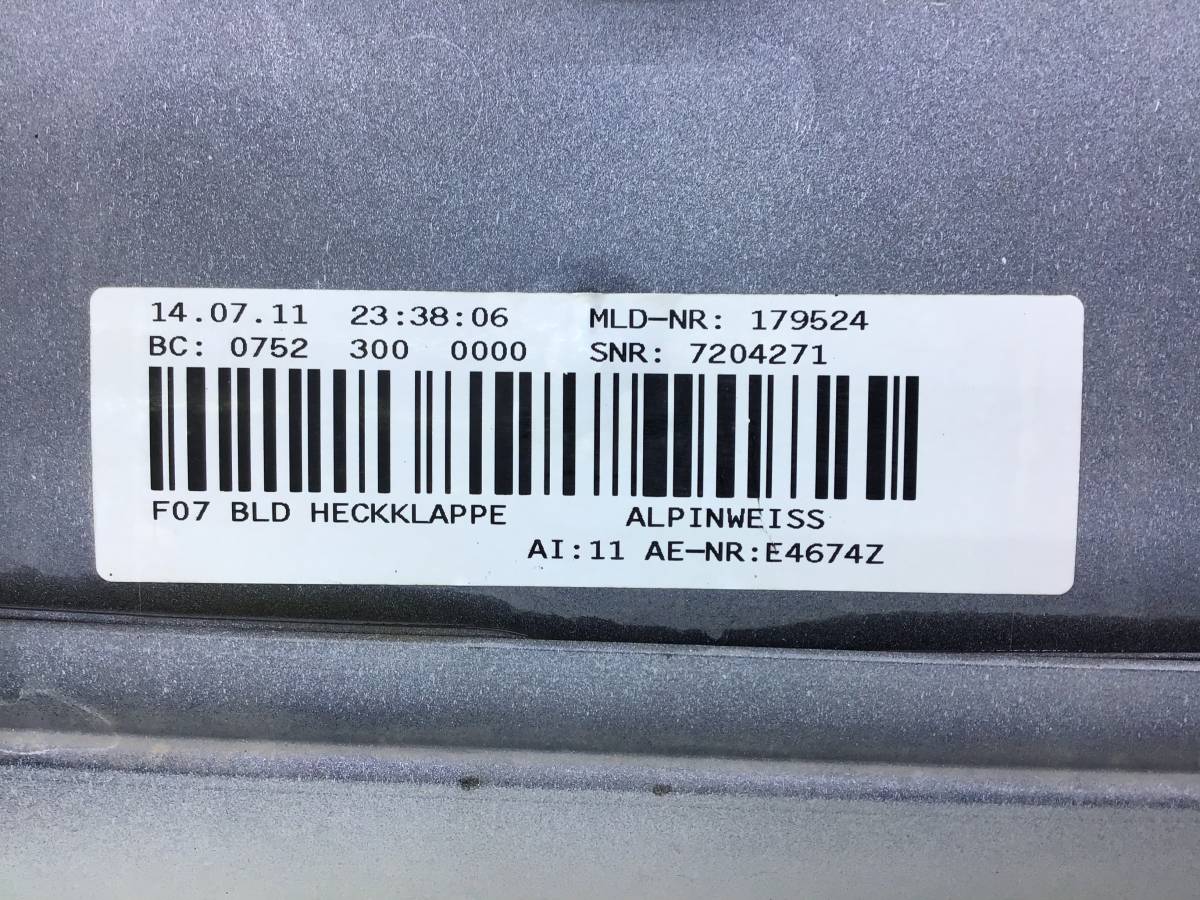 14.07.11 23:38:06 MLD-NR: 179524
BC: 0752 300 0000 SNR: 7204271
F07 BLD HECKKLAPPE ALPINWEISS
AI:11 AE-NR:E4674Z